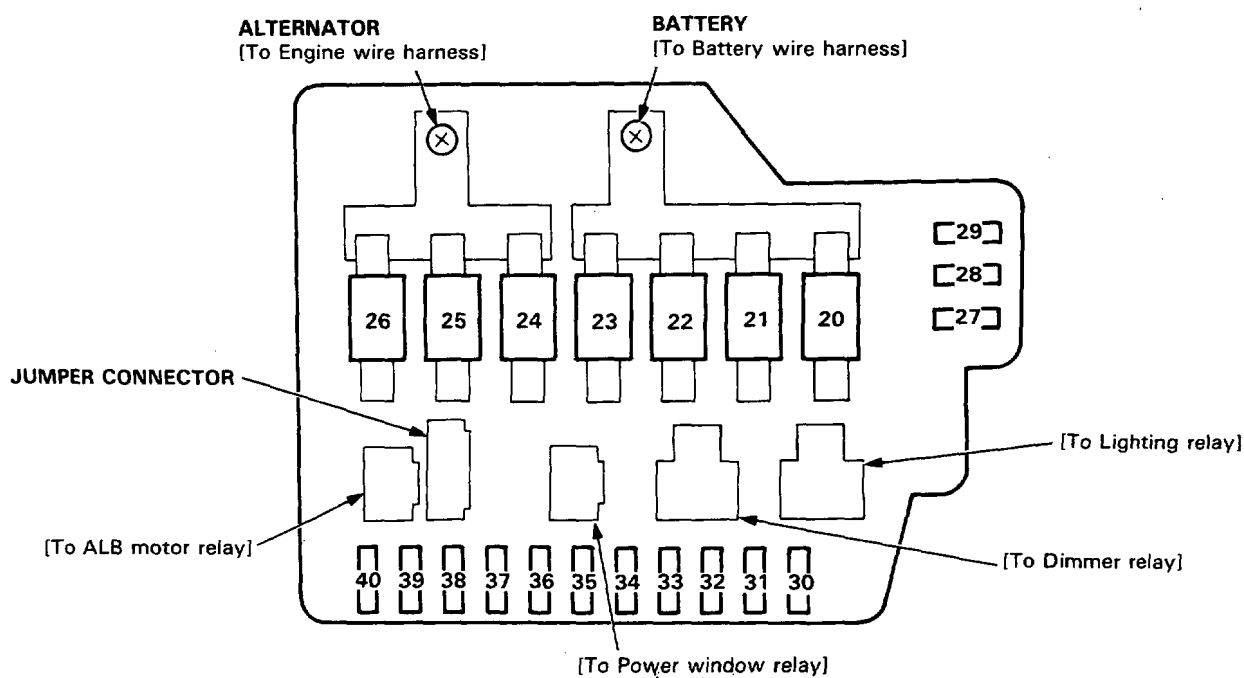 ALTERNATOR
[To Engine wire harness]
BATTERY
[To Battery wire harness]
29
28
27
26 25 24 23 22 21 20
JUMPER CONNECTOR
[To Lighting relay]
[To ALB motor relay]
[To Dimmer relay]
40 39 38 37 36 35 34 33 32 31 30
[To Power window relay]